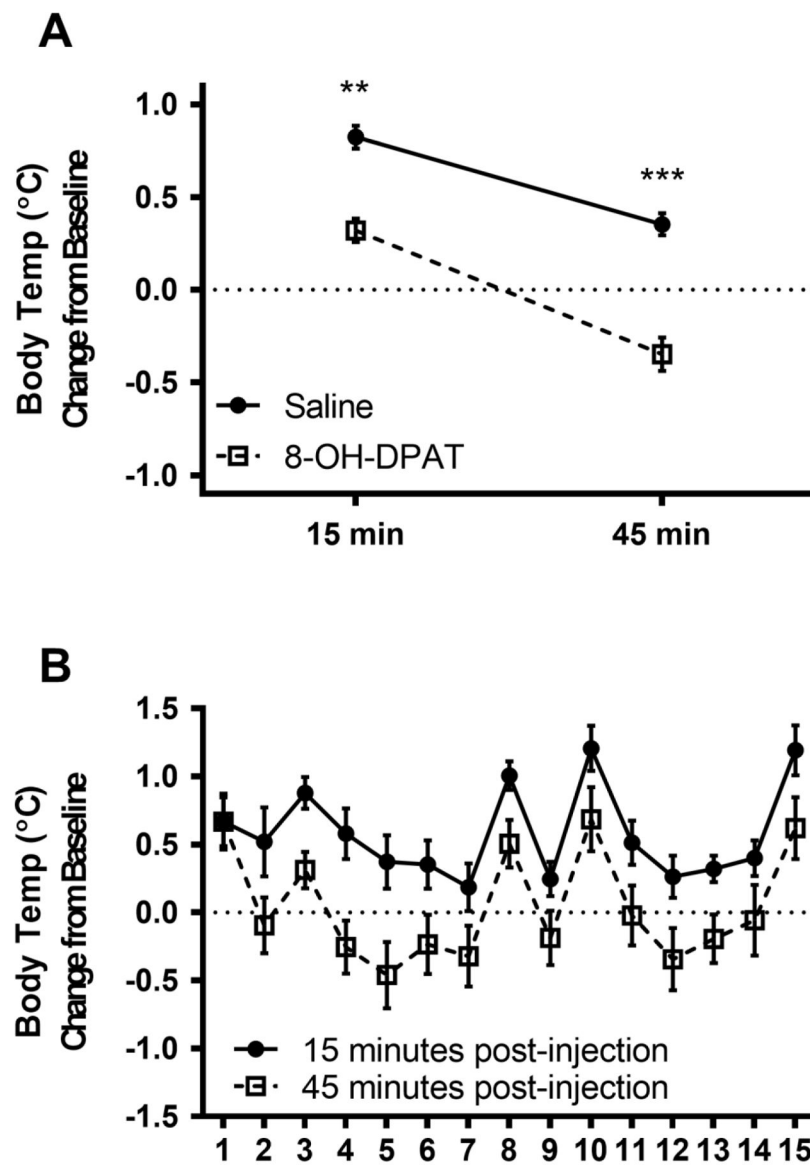 A
**
***
1.0
0.5
0.0
-0.5
-1.0
Body Temp (°C)
Change from Baseline
Saline
8-OH-DPAT
15 min 45 min
B
1.5
1.0
0.5
0.0
-0.5
-1.0
-1.5
Body Temp (°C)
Change from Baseline
15 minutes post-injection
45 minutes post-injection
1 2 3 4 5 6 7 8 9 10 11 12 13 14 15